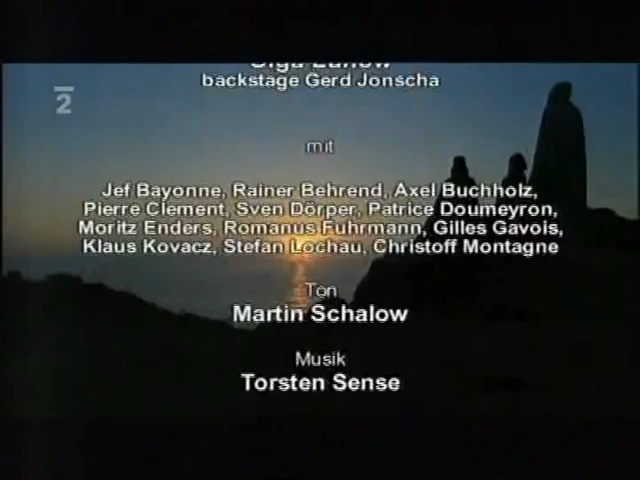 2
backstage Gerd Jonscha
mit
Jef Bayonne, Rainer Behrend, Axel Buchholz,
Pierre Clement, Sven Dörper, Patrice Doumeyron,
Moritz Enders, Romanus Fuhrmann, Gilles Gavois,
Klaus Kovacz, Stefan Lochau, Christoff Montagne
Ton
Martin Schalow
Musik
Torsten Sense